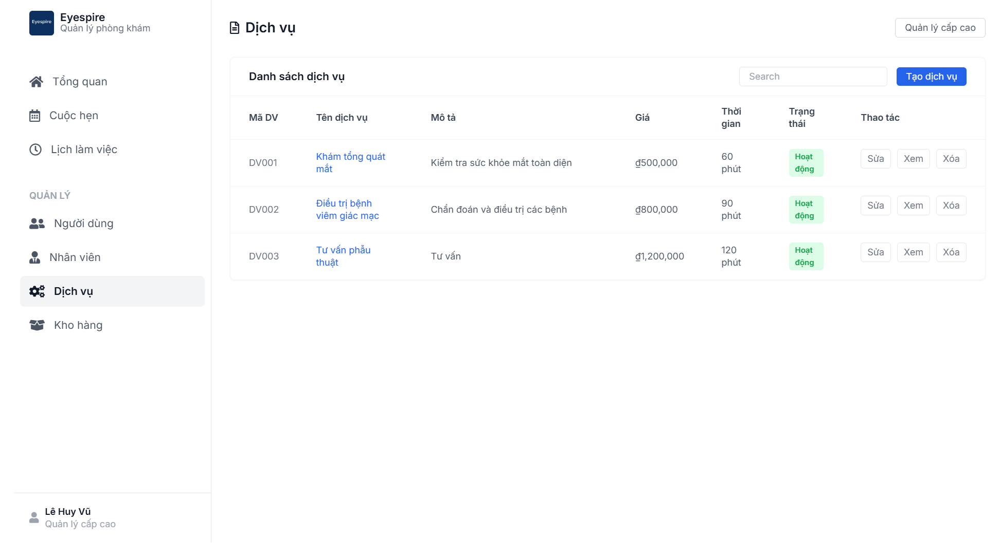 Eyespire
Eyespire
Quản lý phòng khám
Tổng quan
Cuộc hẹn
Lịch làm việc
QUẢN LÝ
Người dùng
Nhân viên
Dịch vụ
Kho hàng
Lê Huy Vũ
Quản lý cấp cao
Dịch vụ
Quản lý cấp cao
Danh sách dịch vụ
Search
Tạo dịch vụ
Mã DV
Tên dịch vụ
Mô tả
Giá
Thời
gian
Trạng
thái
Thao tác
DV001
Khám tổng quát
mắt
Kiểm tra sức khỏe mắt toàn diện
₫500,000
60
phút
Hoạt
động
Sửa
Xem
Xóa
DV002
Điều trị bệnh
viêm giác mạc
Chẩn đoán và điều trị các bệnh
₫800,000
90
phút
Hoạt
động
Sửa
Xem
Xóa
DV003
Tư vấn phẫu
thuật
Tư vấn
₫1,200,000
120
phút
Hoạt
động
Sửa
Xem
Xóa